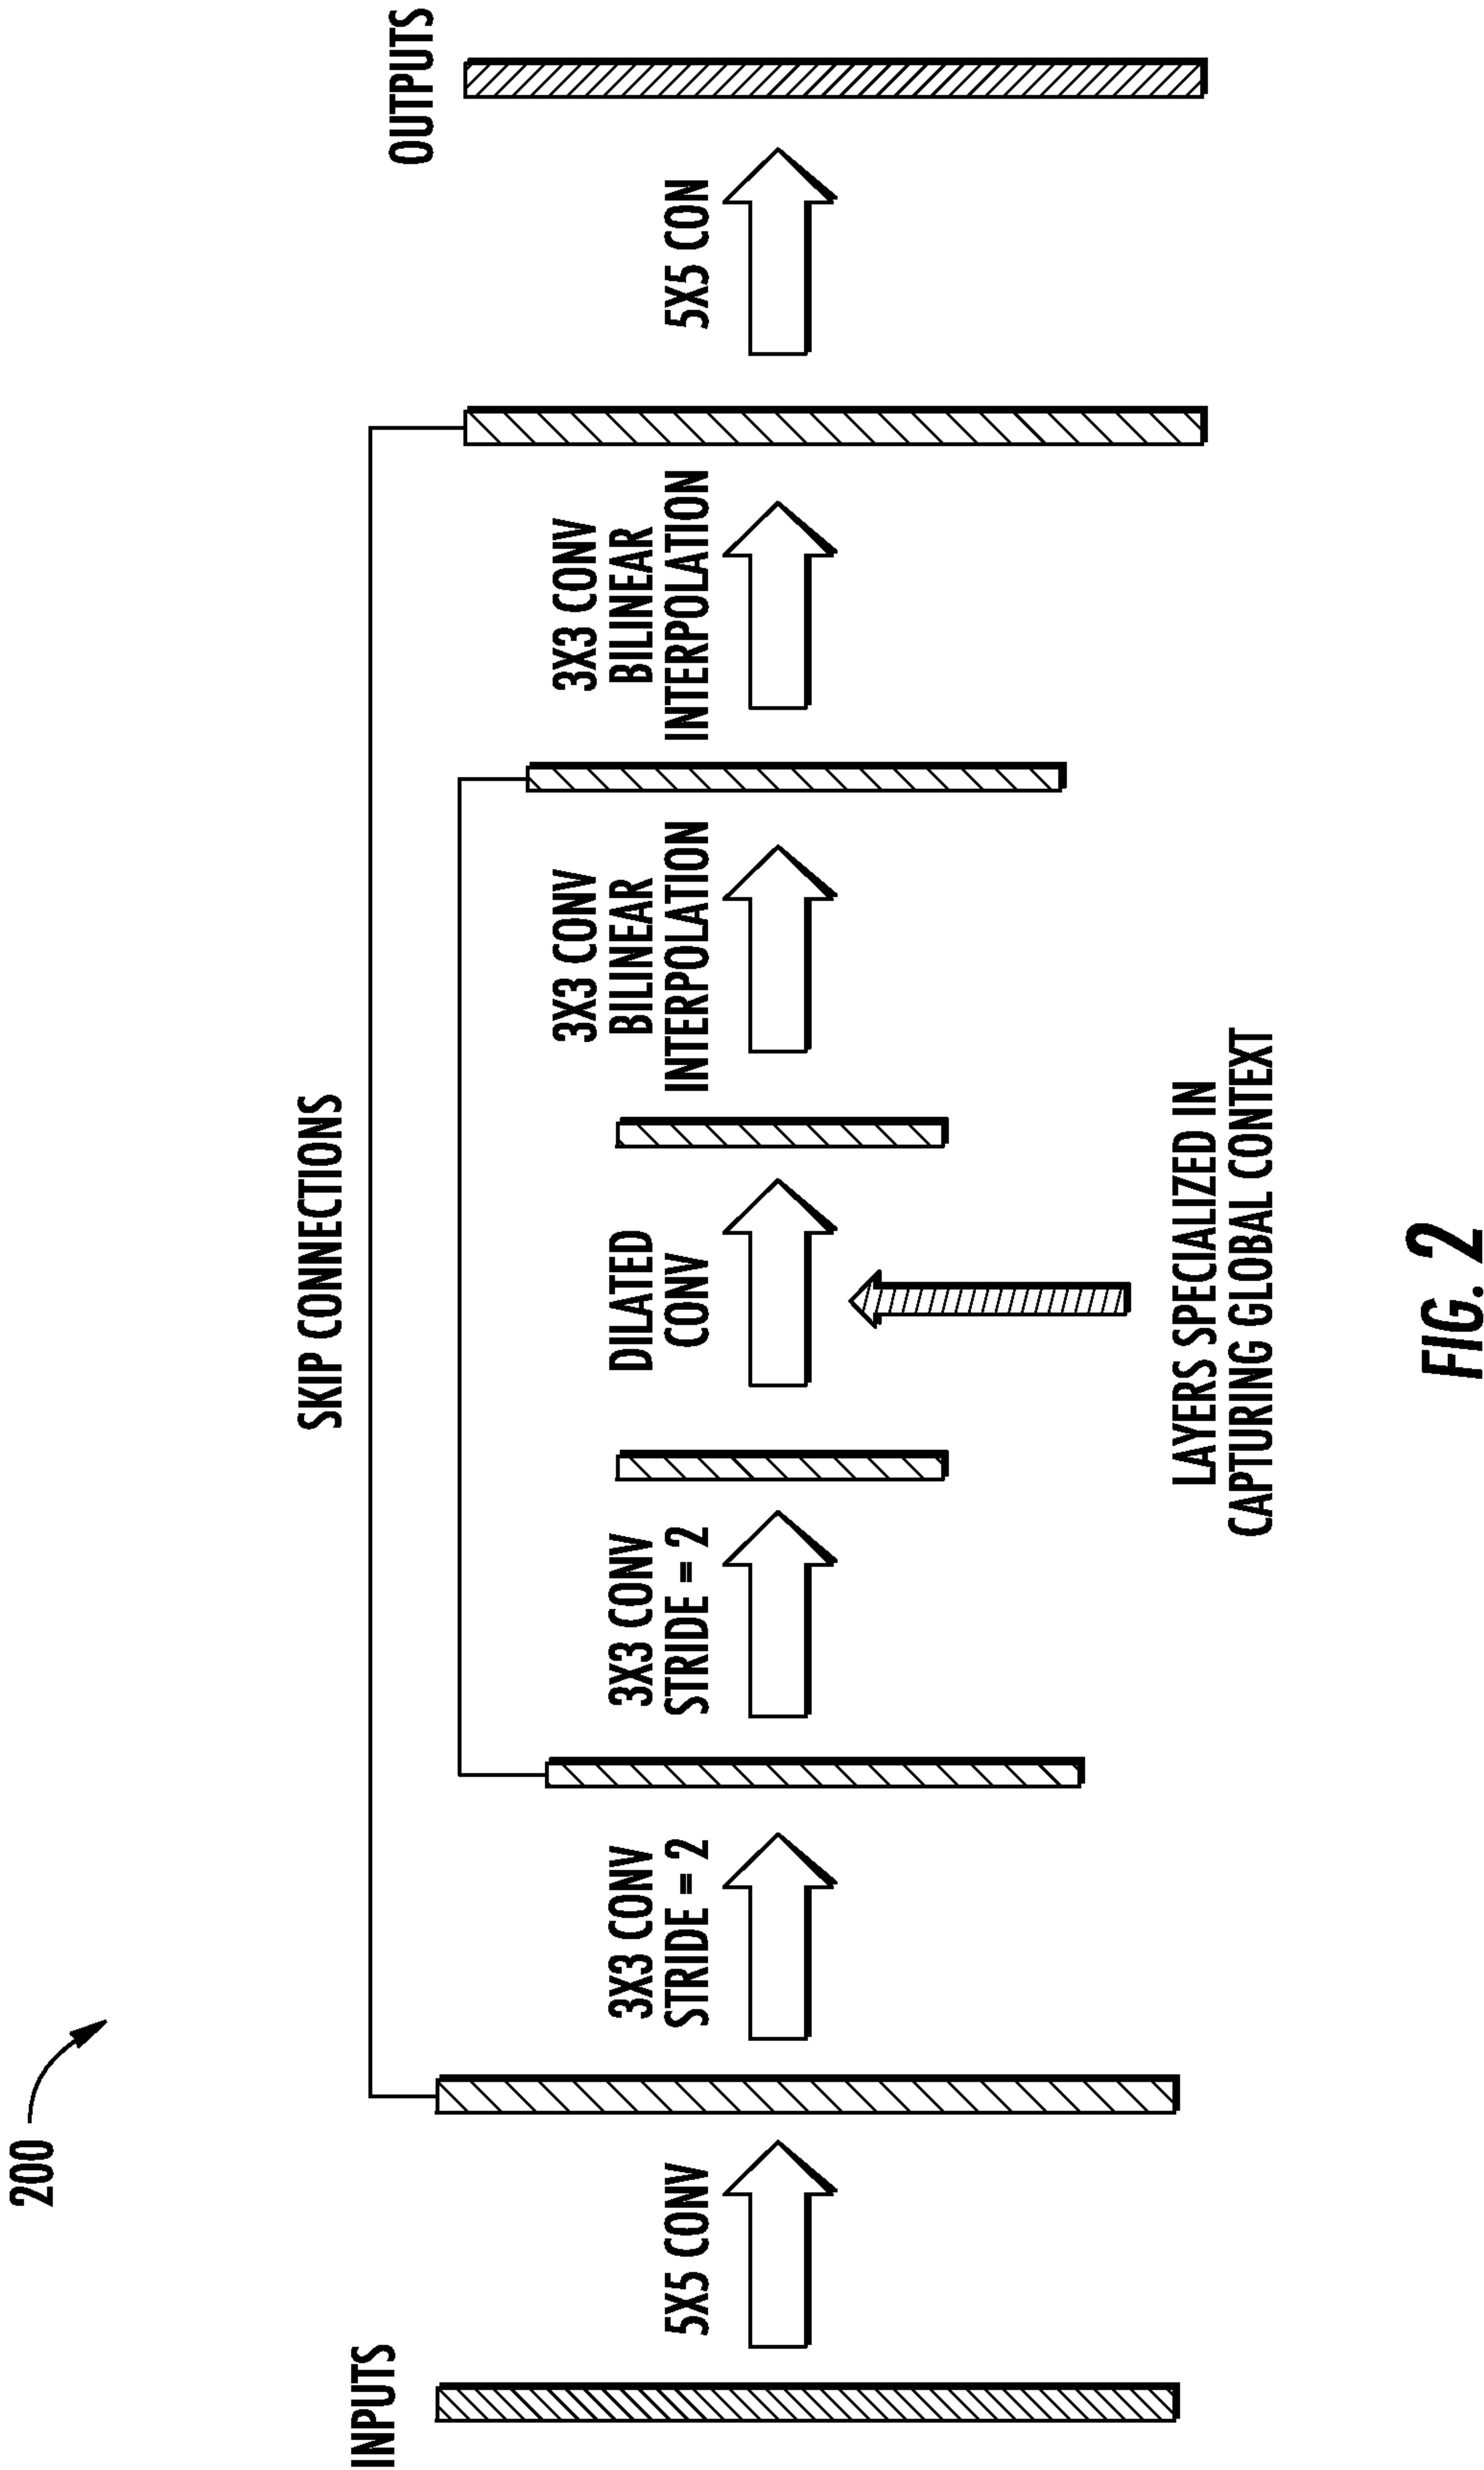 200
SKIP CONNECTIONS
INPUTS
OUTPUTS
5X5 CONV
3X3 CONV
STRIDE = 2
3X3 CONV
STRIDE = 2
DILATED
CONV
3X3 CONV
BILINEAR
INTERPOLATION
3X3 CONV
BILINEAR
INTERPOLATION
5X5 CON
LAYERS SPECIALIZED IN
CAPTURING GLOBAL CONTEXT
FIG. 2